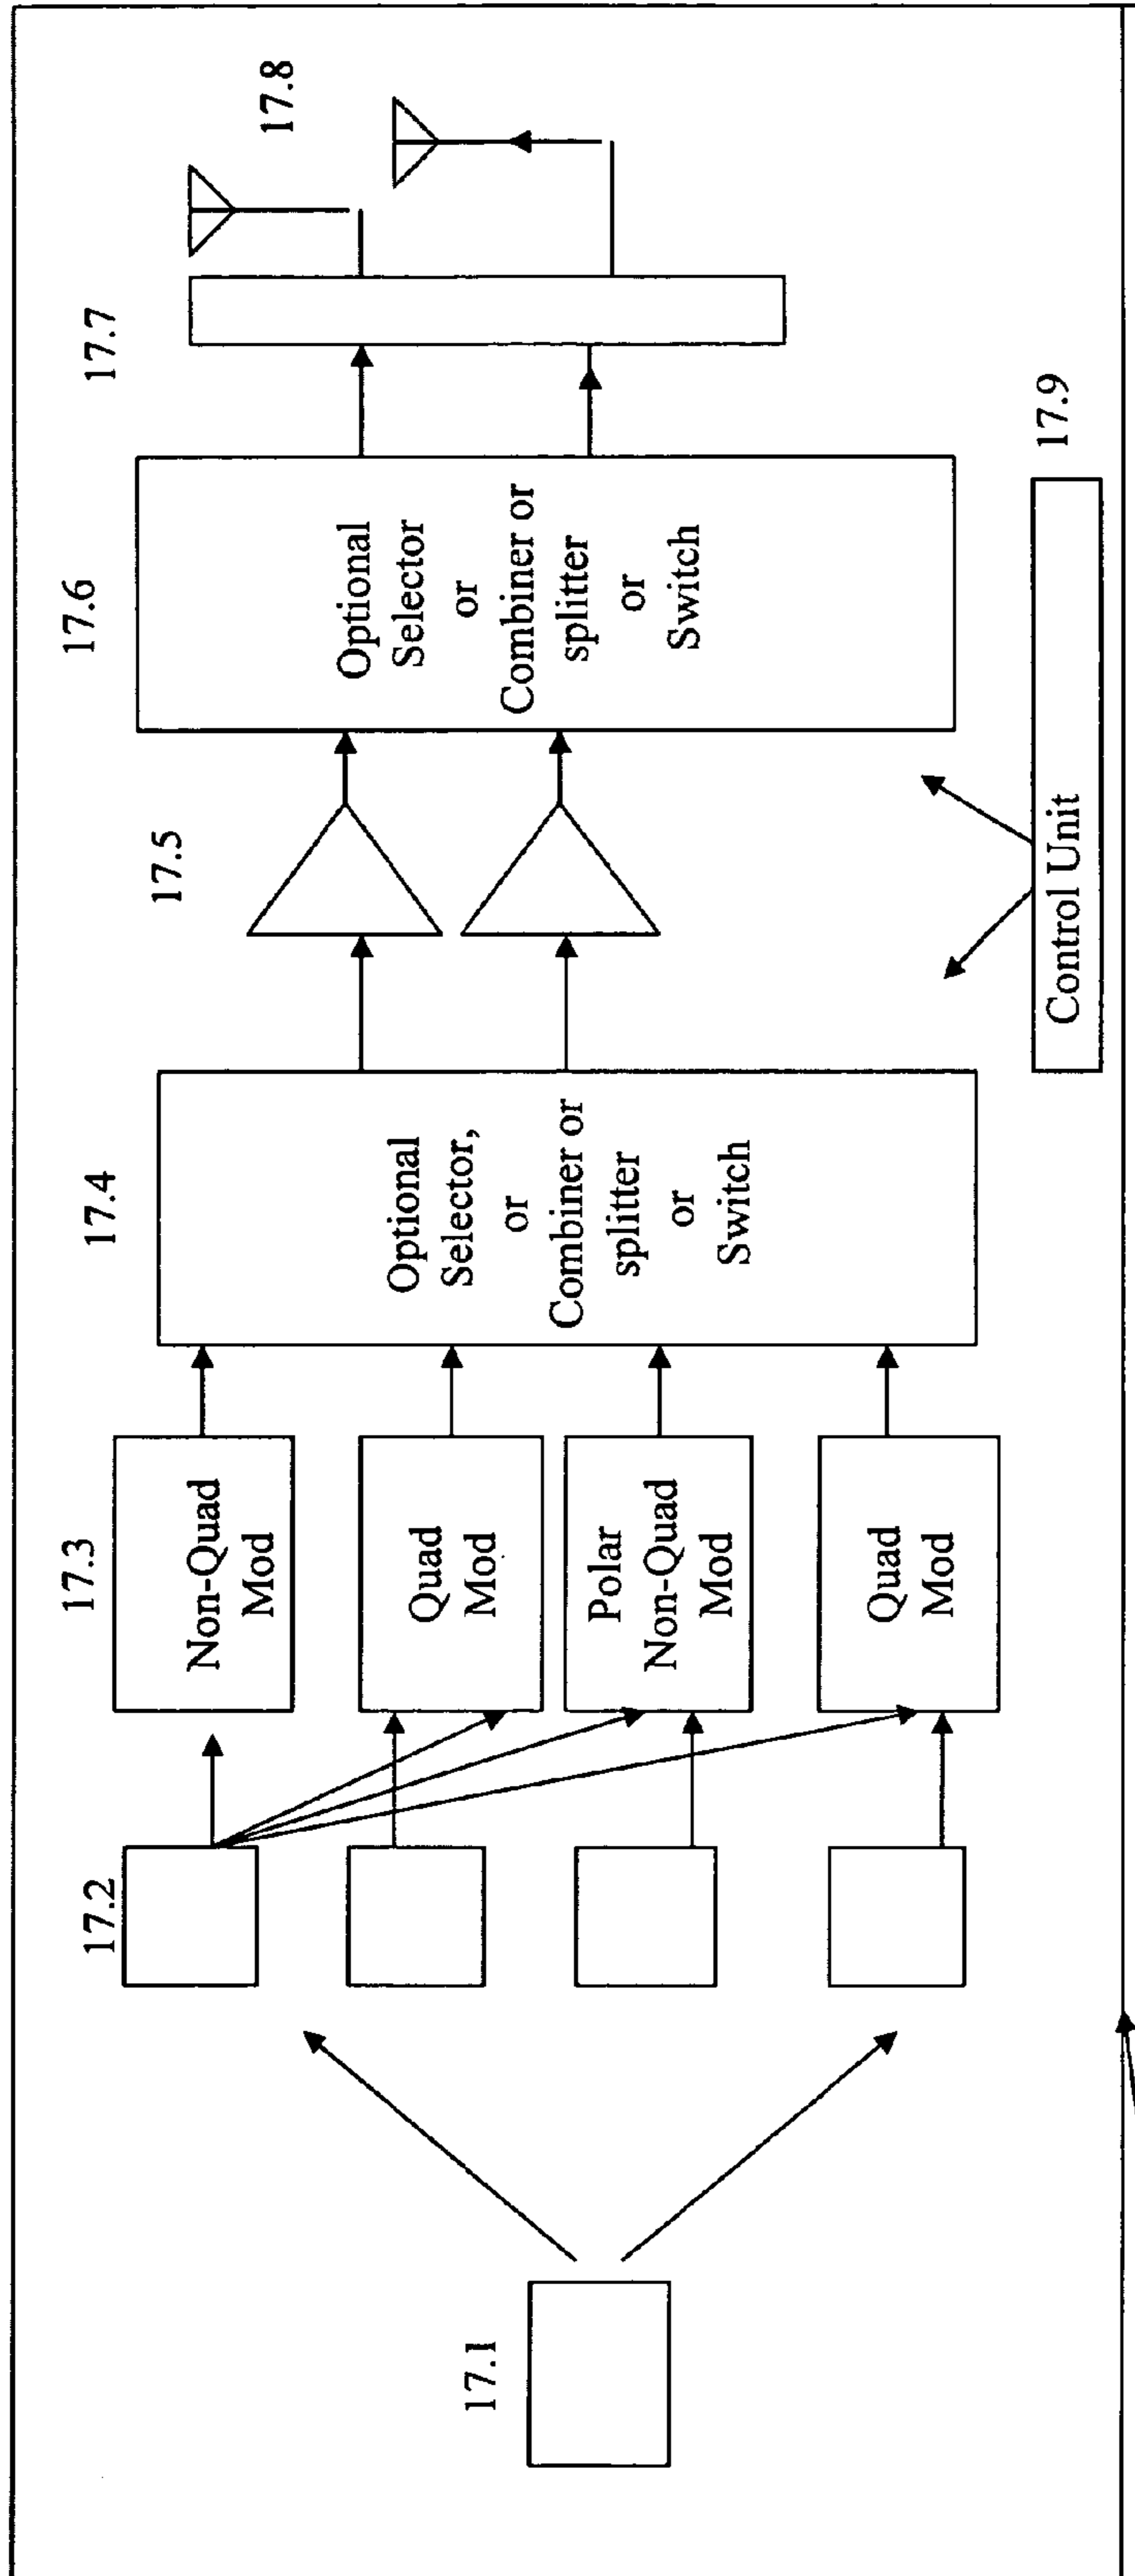 17.1
17.2
17.3
Non-Quad
Mod
Quad
Mod
Polar
Non-Quad
Mod
Quad
Mod
17.4
Optional
Selector,
or
Combiner or
splitter
or
Switch
17.5
17.6
Optional
Selector
or
Combiner or
splitter
or
Switch
17.7
17.8
Control Unit
17.9